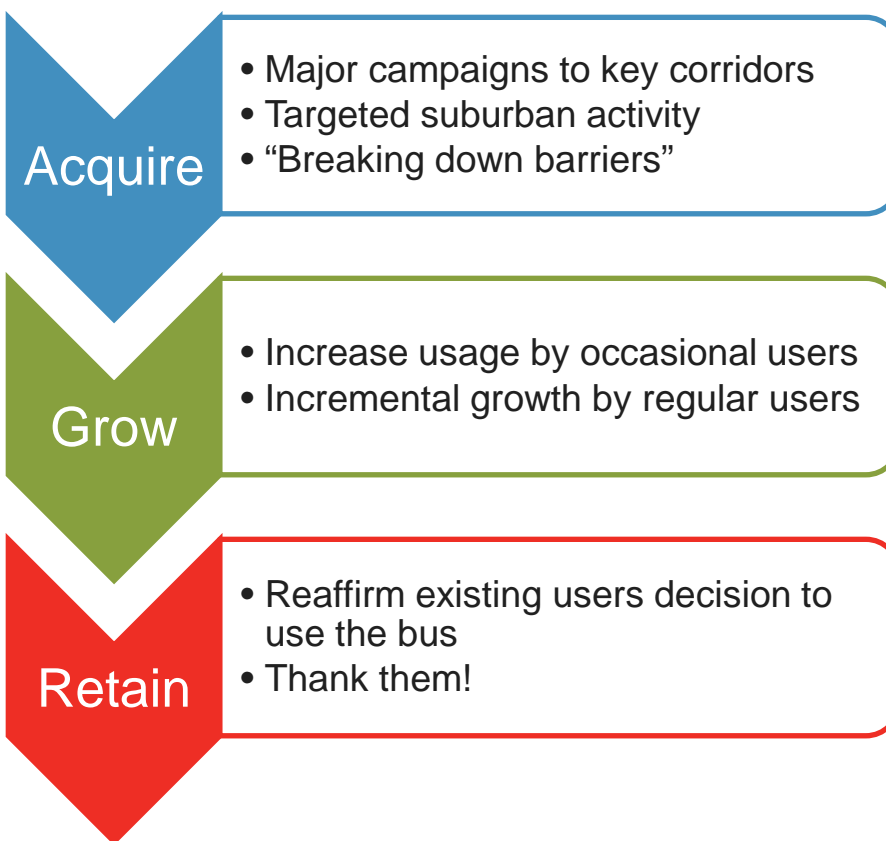 Acquire
• Major campaigns to key corridors
• Targeted suburban activity
• “Breaking down barriers”
Grow
• Increase usage by occasional users
• Incremental growth by regular users
Retain
• Reaffirm existing users decision to
use the bus
• Thank them!